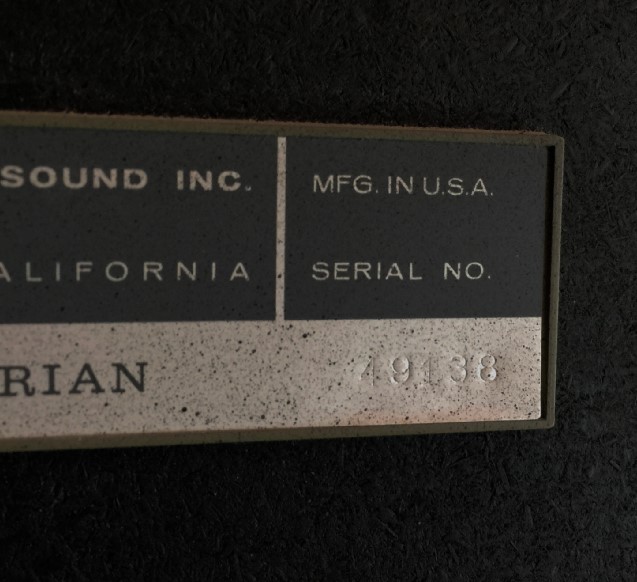 SOUND INC.
MFG. IN U.S.A.
ALIFORNIA
SERIAL NO.
RIAN
49138